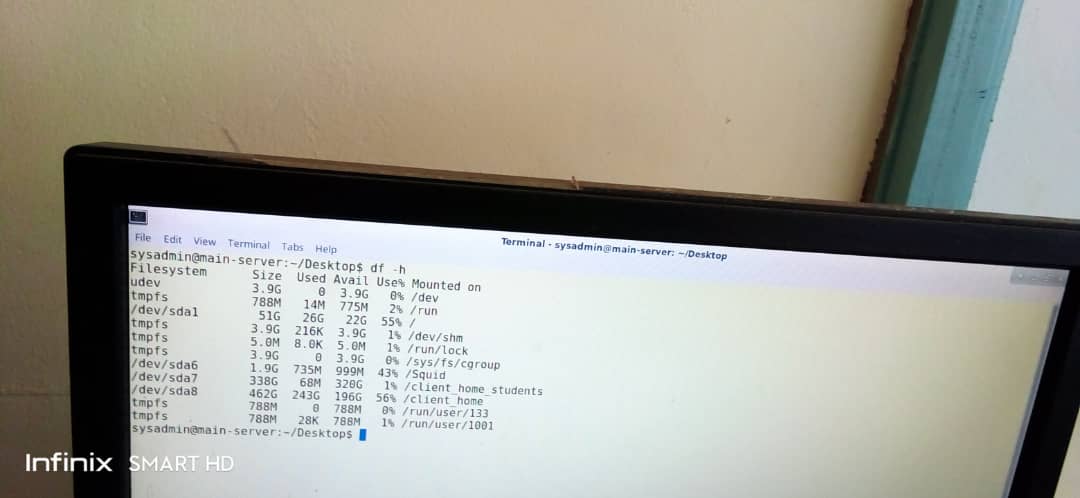 File Edit View Terminal Tabs Help
Terminal - sysadmin@main-server: ~/Desktop
sysadmin@main-server:~/Desktop$ df -h
Filesystem Size Used Avail Use% Mounted on
udev 3.9G 0 3.9G 0% /dev
tmpfs 788M 14M 775M 2% /run
/dev/sda1 51G 26G 22G 55% /
tmpfs 3.9G 216K 3.9G 1% /dev/shm
tmpfs 5.0M 8.0K 5.0M 1% /run/lock
tmpfs 3.9G 0 3.9G 0% /sys/fs/cgroup
/dev/sda6 1.9G 735M 999M 43% /Squid
/dev/sda7 338G 68M 320G 1% /client_home_students
/dev/sda8 462G 243G 196G 56% /client_home
tmpfs 788M 0 788M 0% /run/user/133
tmpfs 788M 28K 788M 1% /run/user/1001
sysadmin@main-server:~/Desktop$
Infinix SMART HD